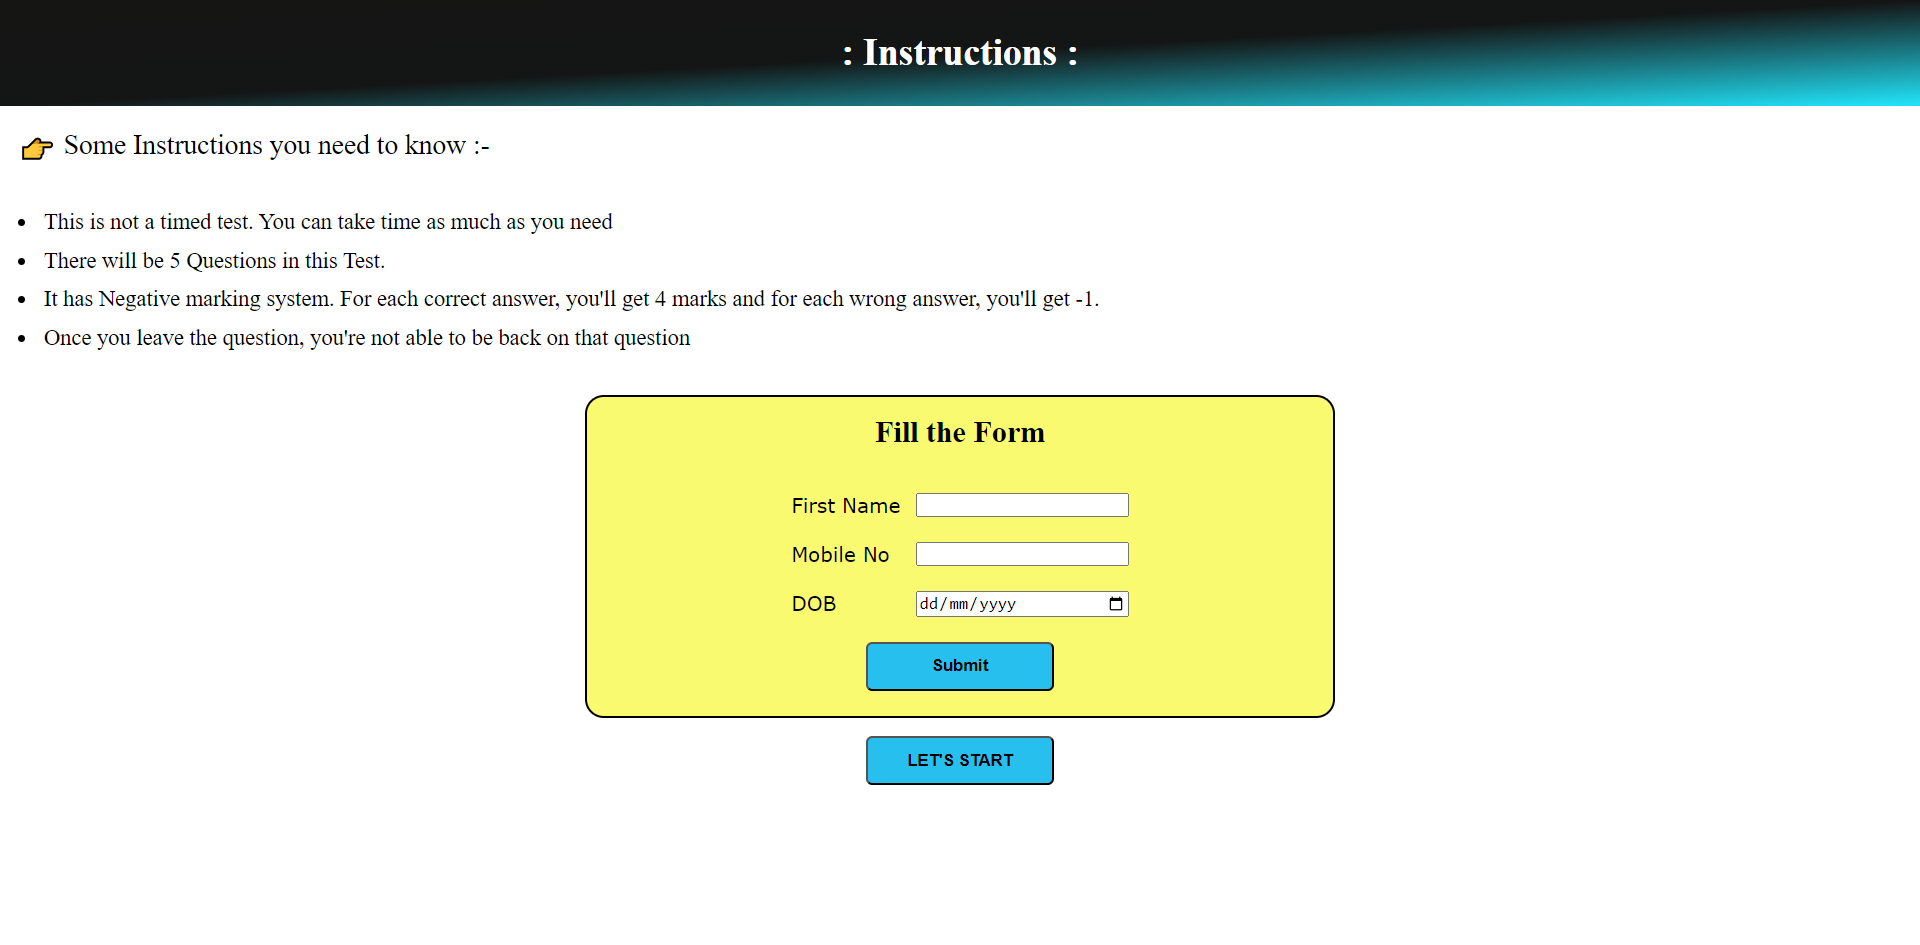 : Instructions :
👉 Some Instructions you need to know :-
• This is not a timed test. You can take time as much as you need
• There will be 5 Questions in this Test.
• It has Negative marking system. For each correct answer, you'll get 4 marks and for each wrong answer, you'll get -1.
• Once you leave the question, you're not able to be back on that question
Fill the Form
First Name
Mobile No
DOB dd/mm/yyyy
Submit
LET'S START